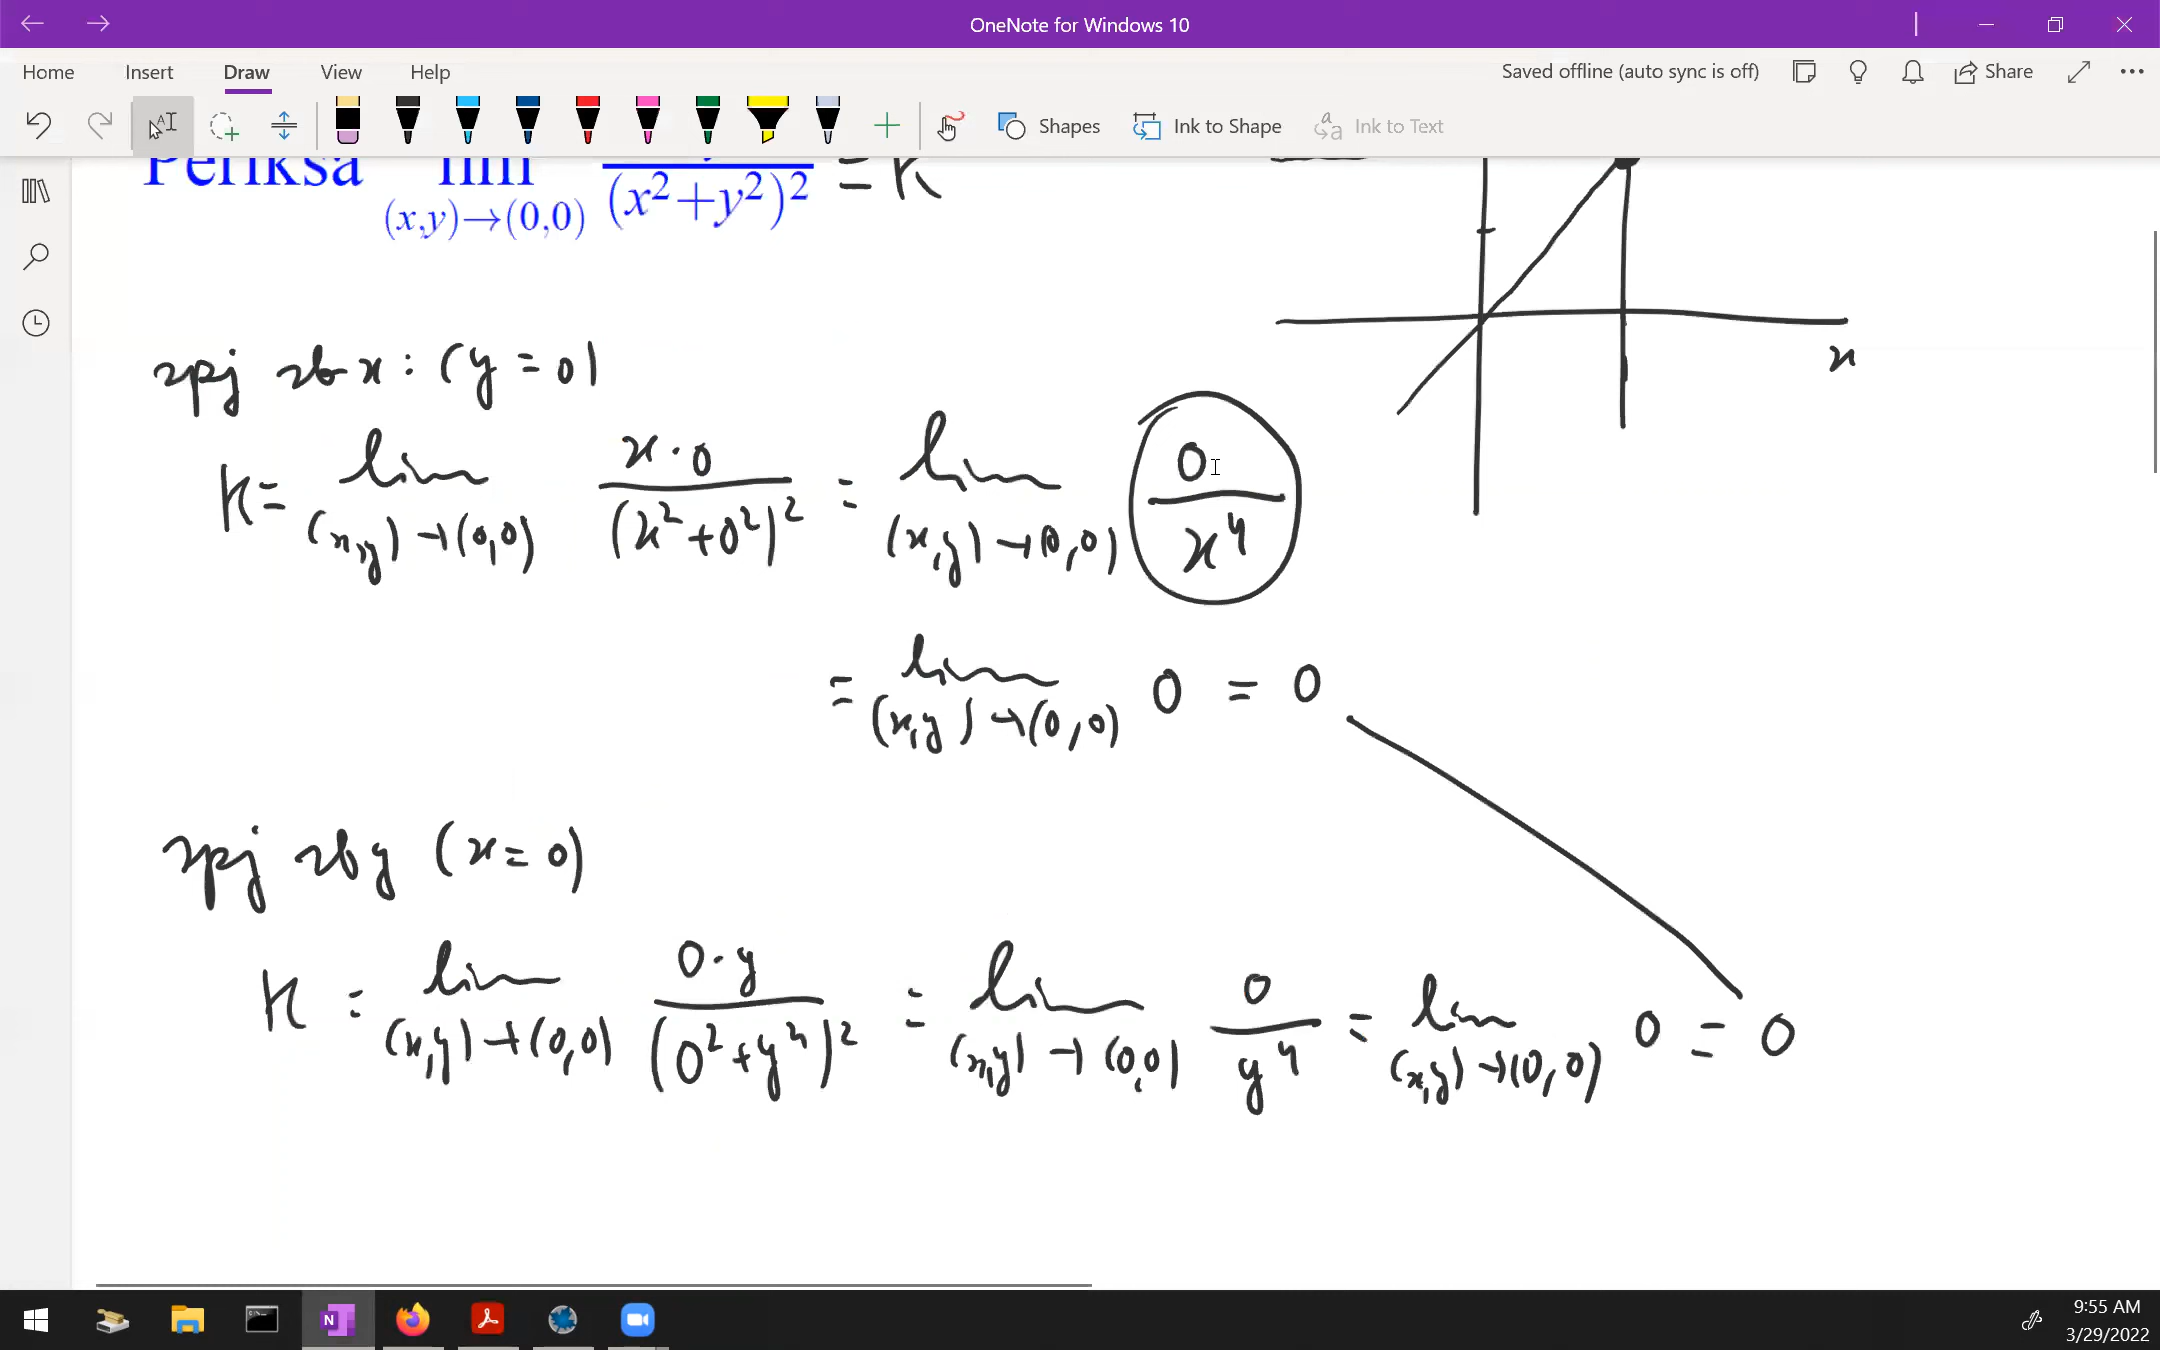 OneNote for Windows 10
Home Insert Draw View Help Saved offline (auto sync is off) Share
Shapes Ink to Shape Ink to Text
Periksa lim (x,y)→(0,0) (x²+y²)² = K
x
spj sb x : (y = 0)
K = lim (x,y)→(0,0) x·0 / (x²+0²)² = lim (x,y)→(0,0) 0 / x⁴
= lim (x,y)→(0,0) 0 = 0
spj sb y (x = 0)
K = lim (x,y)→(0,0) 0·y / (0²+y⁴)² = lim (x,y)→(0,0) 0 / y⁴ = lim (x,y)→(0,0) 0 = 0
9:55 AM
3/29/2022